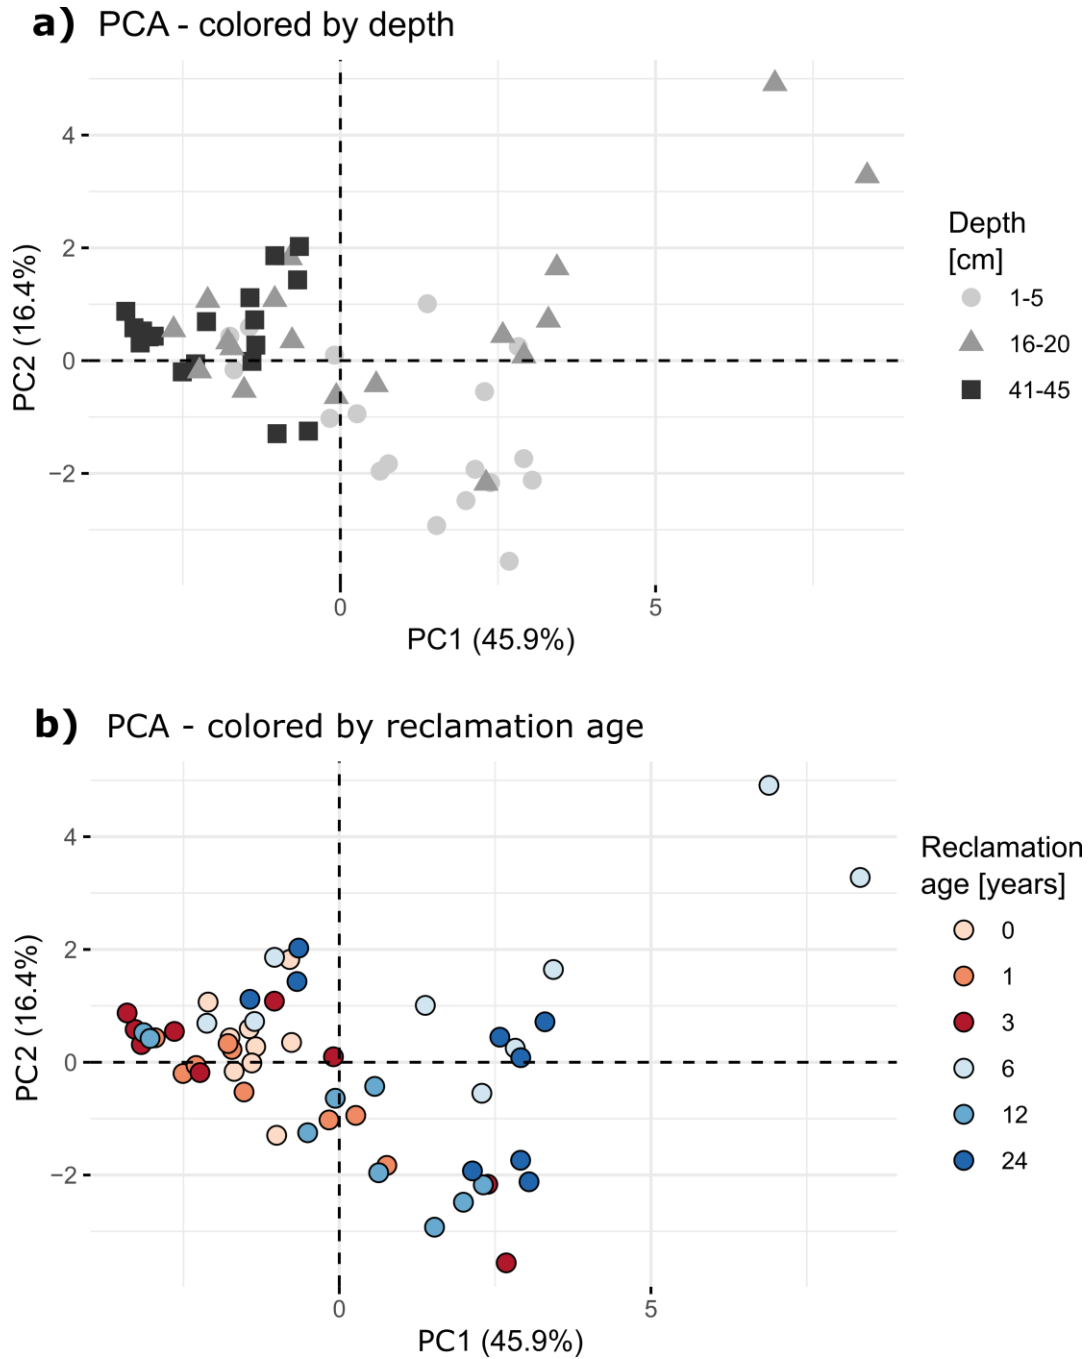 a) PCA - colored by depth
4
2
0
−2
PC2 (16.4%)
0
5
PC1 (45.9%)
Depth
[cm]
1-5
16-20
41-45
b) PCA - colored by reclamation age
4
2
0
−2
PC2 (16.4%)
0
5
PC1 (45.9%)
Reclamation
age [years]
0
1
3
6
12
24